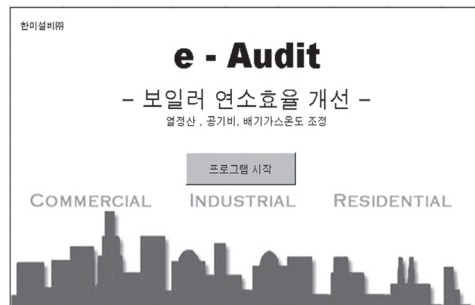 한미설비㈜
e - Audit
- 보일러 연소효율 개선 -
열정산 , 공기비, 배기가스온도 조정
프로그램 시작
COMMERCIAL INDUSTRIAL RESIDENTIAL